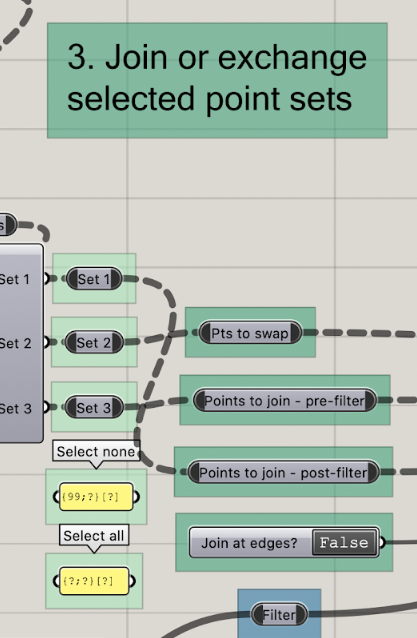 3. Join or exchange
selected point sets
s
Set 1
Set 1
Pts to swap
Set 2
Set 2
Points to join - pre-filter
Set 3
Set 3
Select none
Points to join - post-filter
{99;?}[?]
Select all
Join at edges? False
{?;?}[?]
Filter